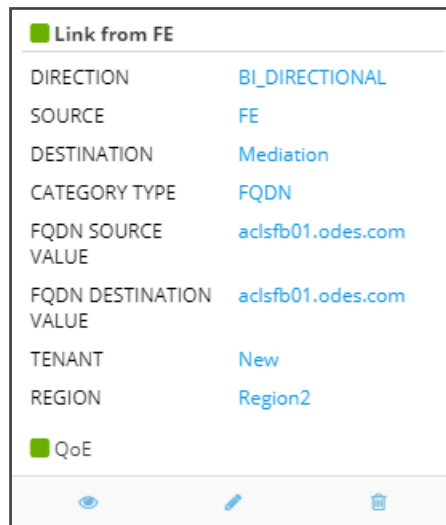 Link from FE
DIRECTION BI_DIRECTIONAL
SOURCE FE
DESTINATION Mediation
CATEGORY TYPE FQDN
FQDN SOURCE aclsfb01.odes.com
VALUE
FQDN DESTINATION aclsfb01.odes.com
VALUE
TENANT New
REGION Region2
QoE